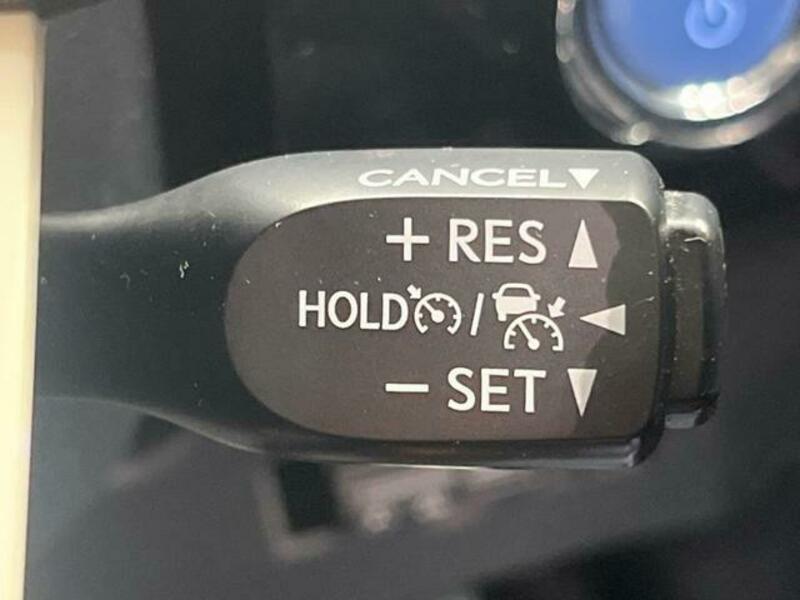 CANCEL▼
+ RES ▲
HOLD / ◀
− SET ▼